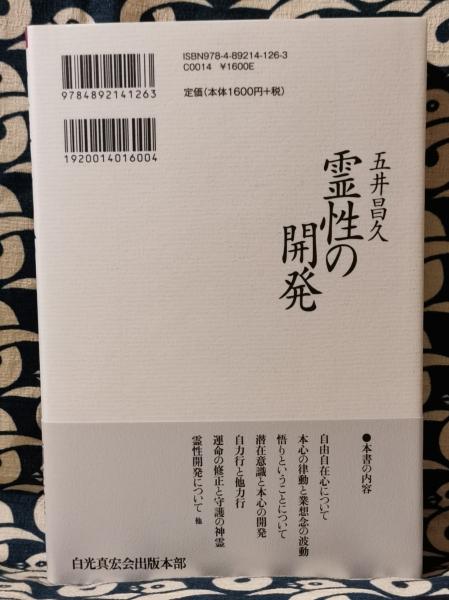 ISBN978-4-89214-126-3
C0014 ¥1600E
定価(本体1600円+税)
9784892141263
1920014016004
五井昌久
霊性の
開発
●本書の内容
自由自在心について
本心の律動と業想念の波動
悟りということについて
潜在意識と本心の開発
自力行と他力行
運命の修正と守護の神霊
霊性開発について 他
白光真宏会出版本部